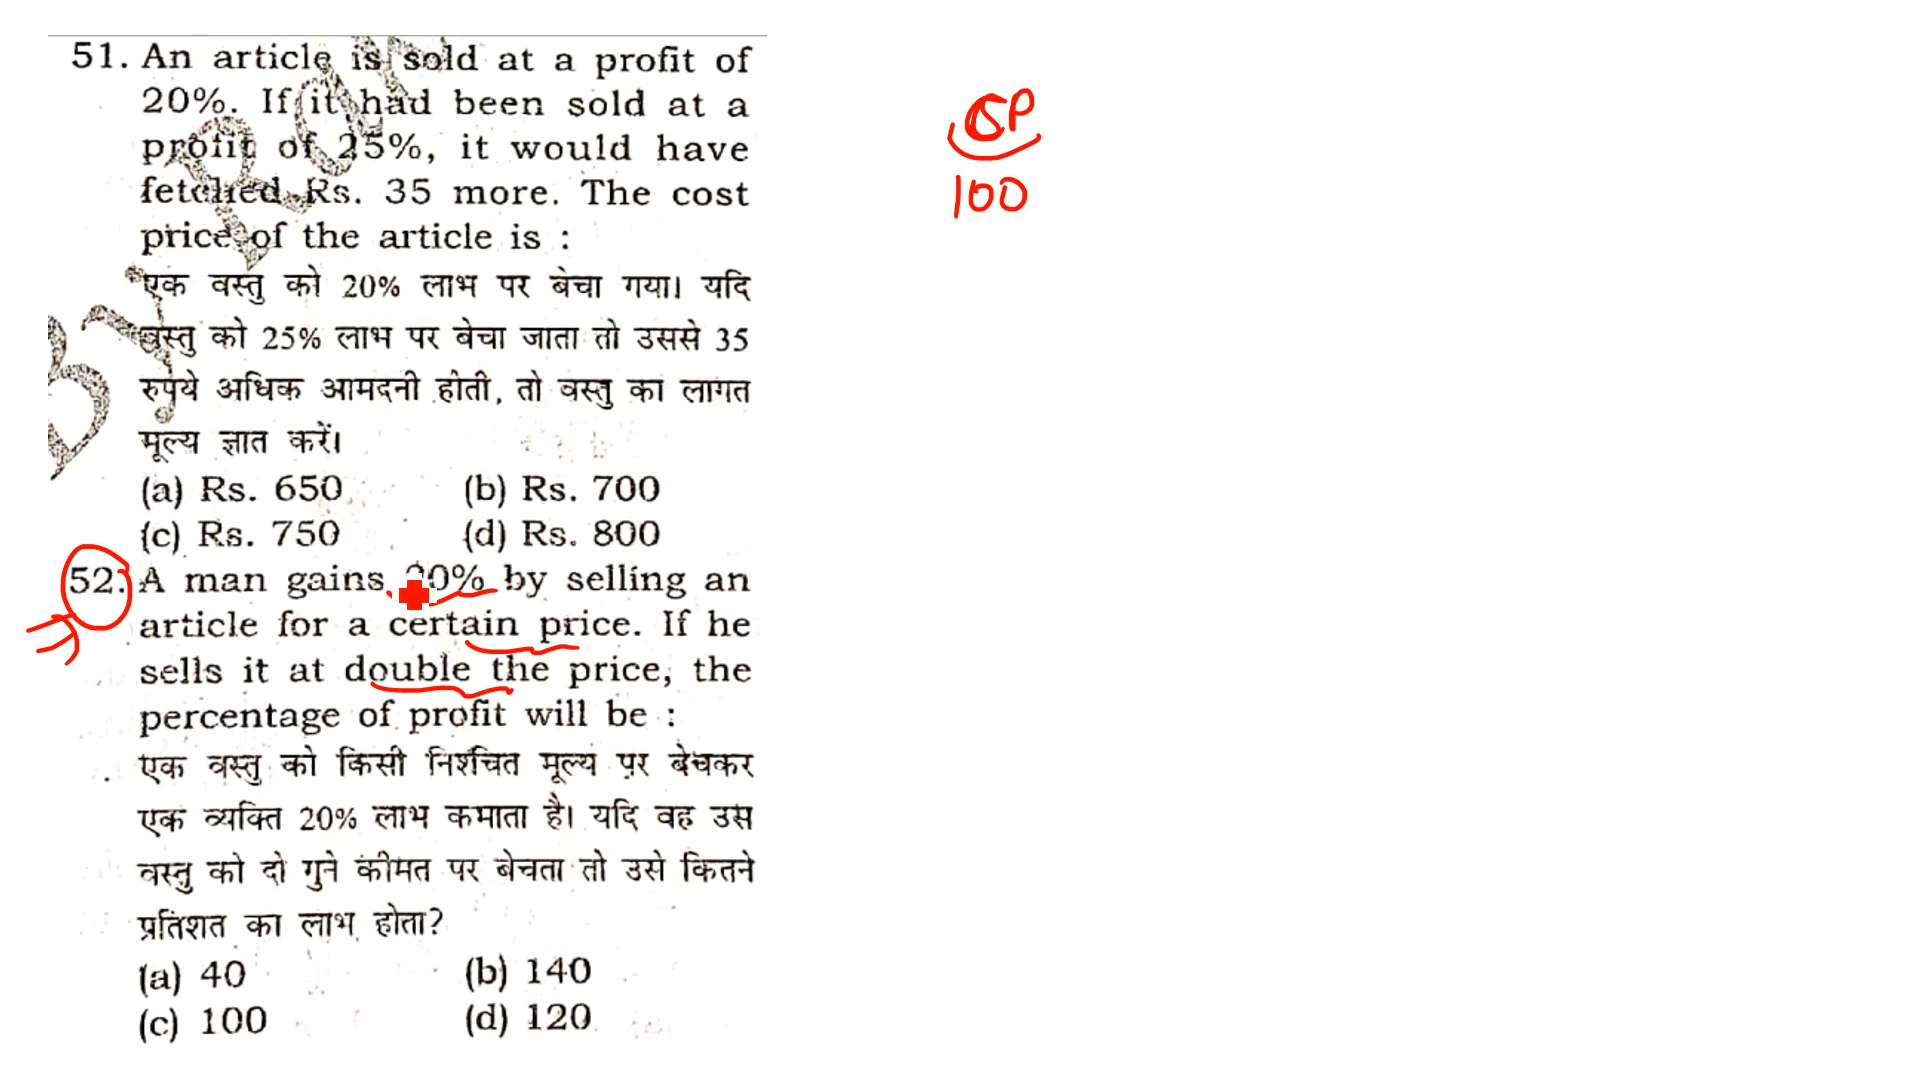 51. An article is sold at a profit of
20%. If it had been sold at a
profit of 25%, it would have
fetched Rs. 35 more. The cost
price of the article is :
एक वस्तु को 20% लाभ पर बेचा गया। यदि
वस्तु को 25% लाभ पर बेचा जाता तो उससे 35
रुपये अधिक आमदनी होती, तो वस्तु का लागत
मूल्य ज्ञात करें।
(a) Rs. 650 (b) Rs. 700
(c) Rs. 750 (d) Rs. 800
52. A man gains 20% by selling an
article for a certain price. If he
sells it at double the price, the
percentage of profit will be :
एक वस्तु को किसी निश्चित मूल्य पर बेचकर
एक व्यक्ति 20% लाभ कमाता है। यदि वह उस
वस्तु को दो गुने कीमत पर बेचता तो उसे कितने
प्रतिशत का लाभ होता?
(a) 40 (b) 140
(c) 100 (d) 120
CP
100